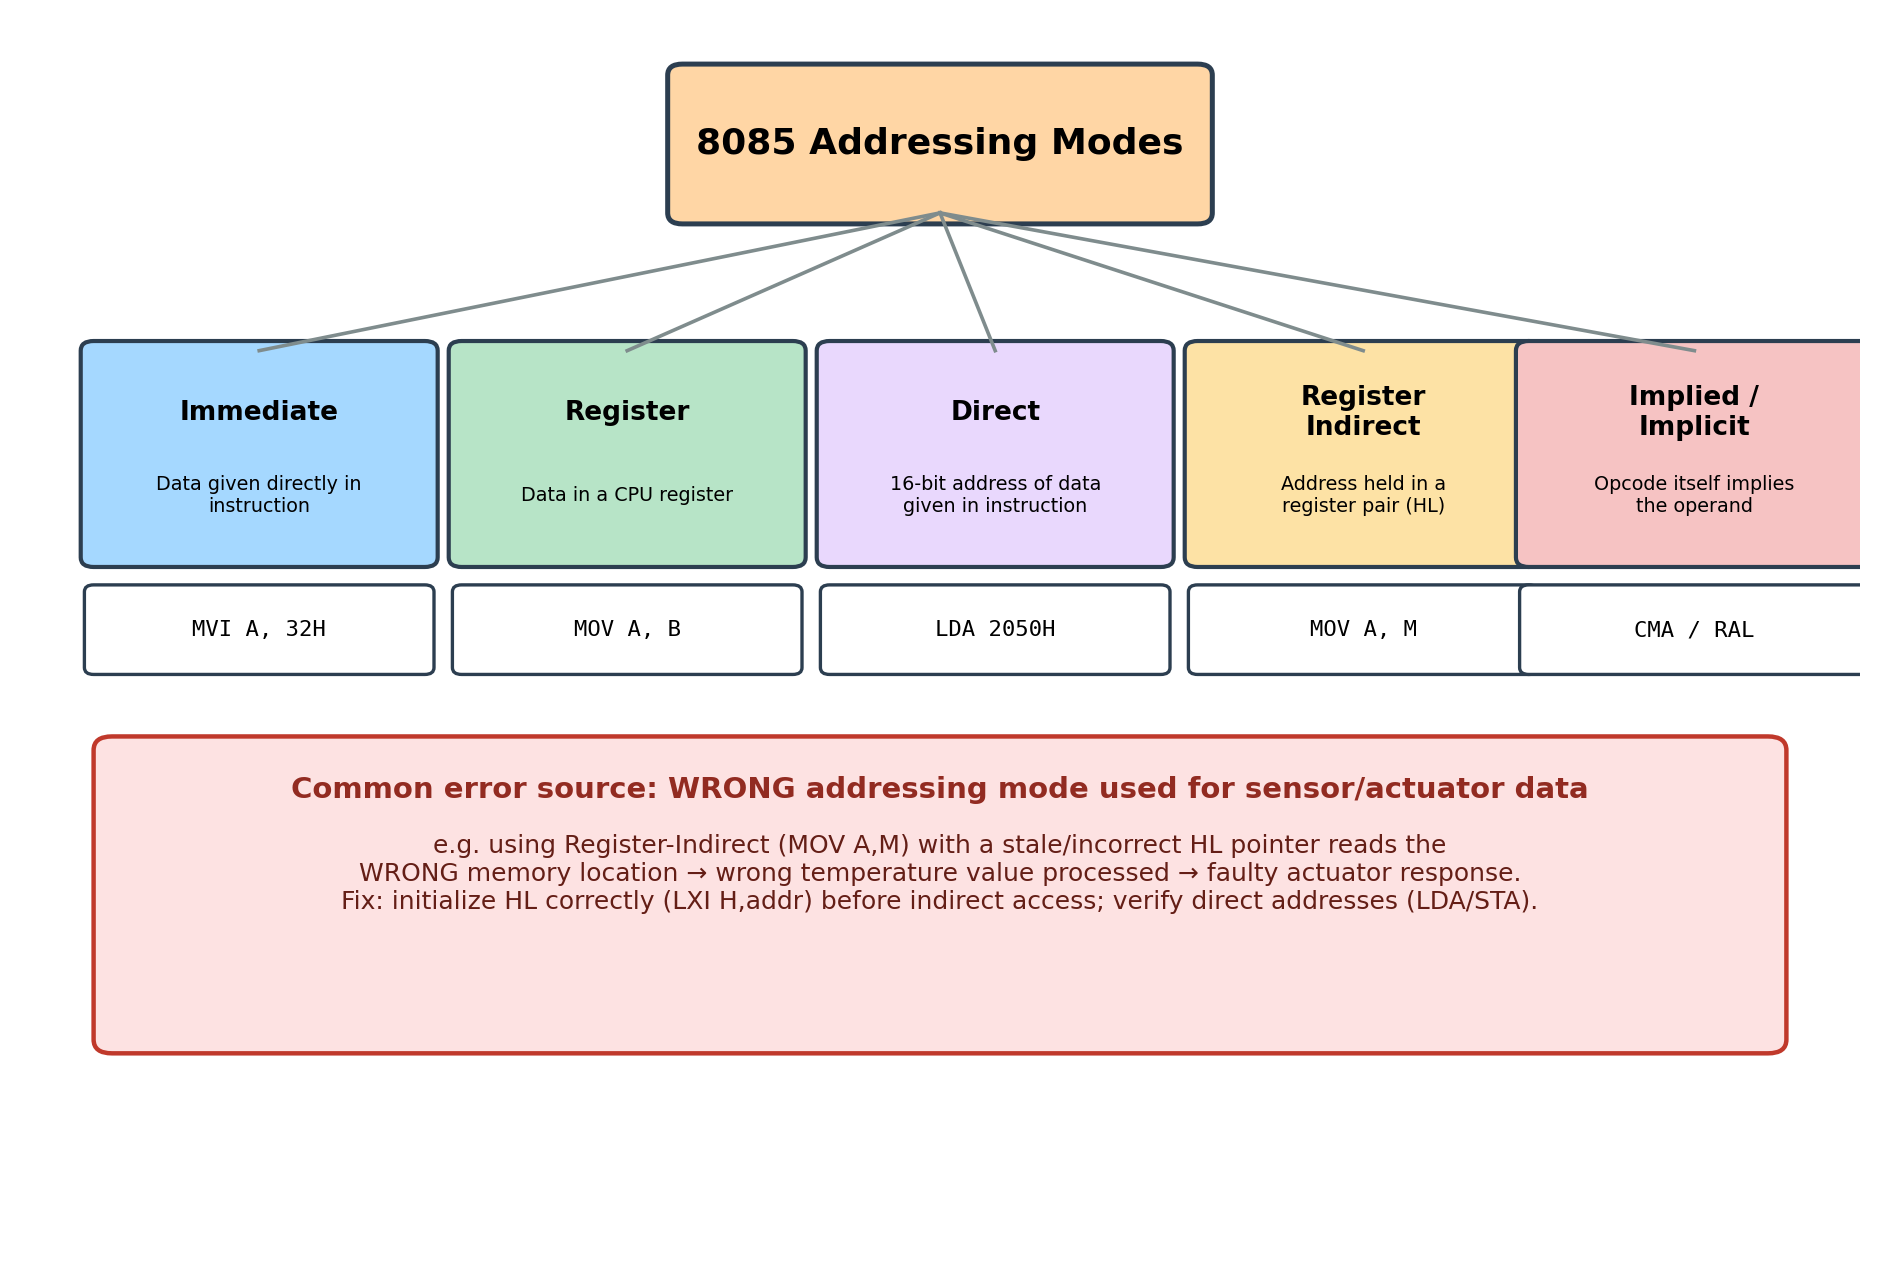 8085 Addressing Modes
Immediate
Data given directly in
instruction
MVI A, 32H
Register
Data in a CPU register
MOV A, B
Direct
16-bit address of data
given in instruction
LDA 2050H
Register
Indirect
Address held in a
register pair (HL)
MOV A, M
Implied /
Implicit
Opcode itself implies
the operand
CMA / RAL
Common error source: WRONG addressing mode used for sensor/actuator data
e.g. using Register-Indirect (MOV A,M) with a stale/incorrect HL pointer reads the
WRONG memory location → wrong temperature value processed → faulty actuator response.
Fix: initialize HL correctly (LXI H,addr) before indirect access; verify direct addresses (LDA/STA).